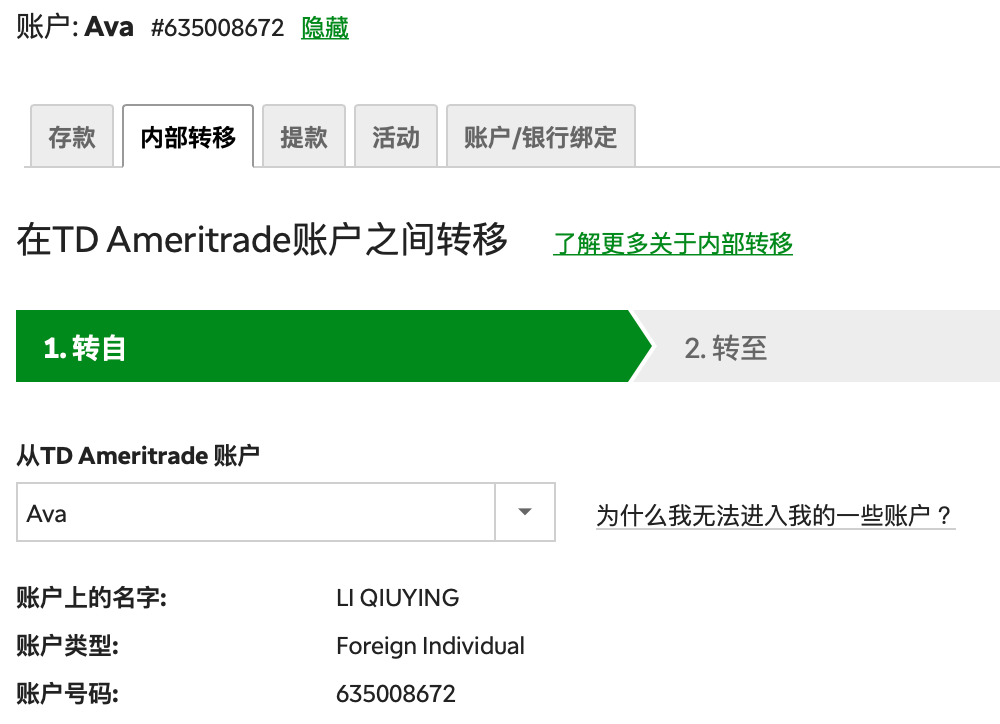 账户: Ava #635008672 隐藏
存款 内部转移 提款 活动 账户/银行绑定
在TD Ameritrade账户之间转移 了解更多关于内部转移
1. 转自 2. 转至
从TD Ameritrade 账户
Ava 为什么我无法进入我的一些账户？
账户上的名字: LI QIUYING
账户类型: Foreign Individual
账户号码: 635008672